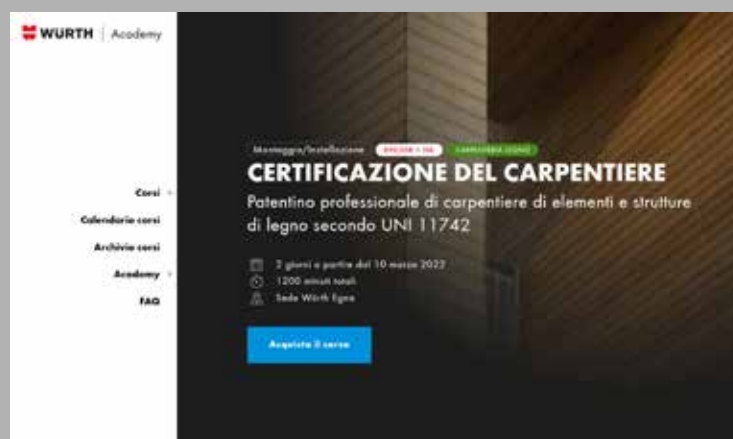 WÜRTH | Academy
Montaggio/Installazione CARPENTERIA LEGNO
CERTIFICAZIONE DEL CARPENTIERE
Patentino professionale di carpentiere di elementi e strutture
di legno secondo UNI 11742
Corsi
Calendario corsi
Archivio corsi
Academy
FAQ
2 giorni a partire dal 10 marzo 2022
1200 minuti totali
Sede Würth Egna
Acquista il corso